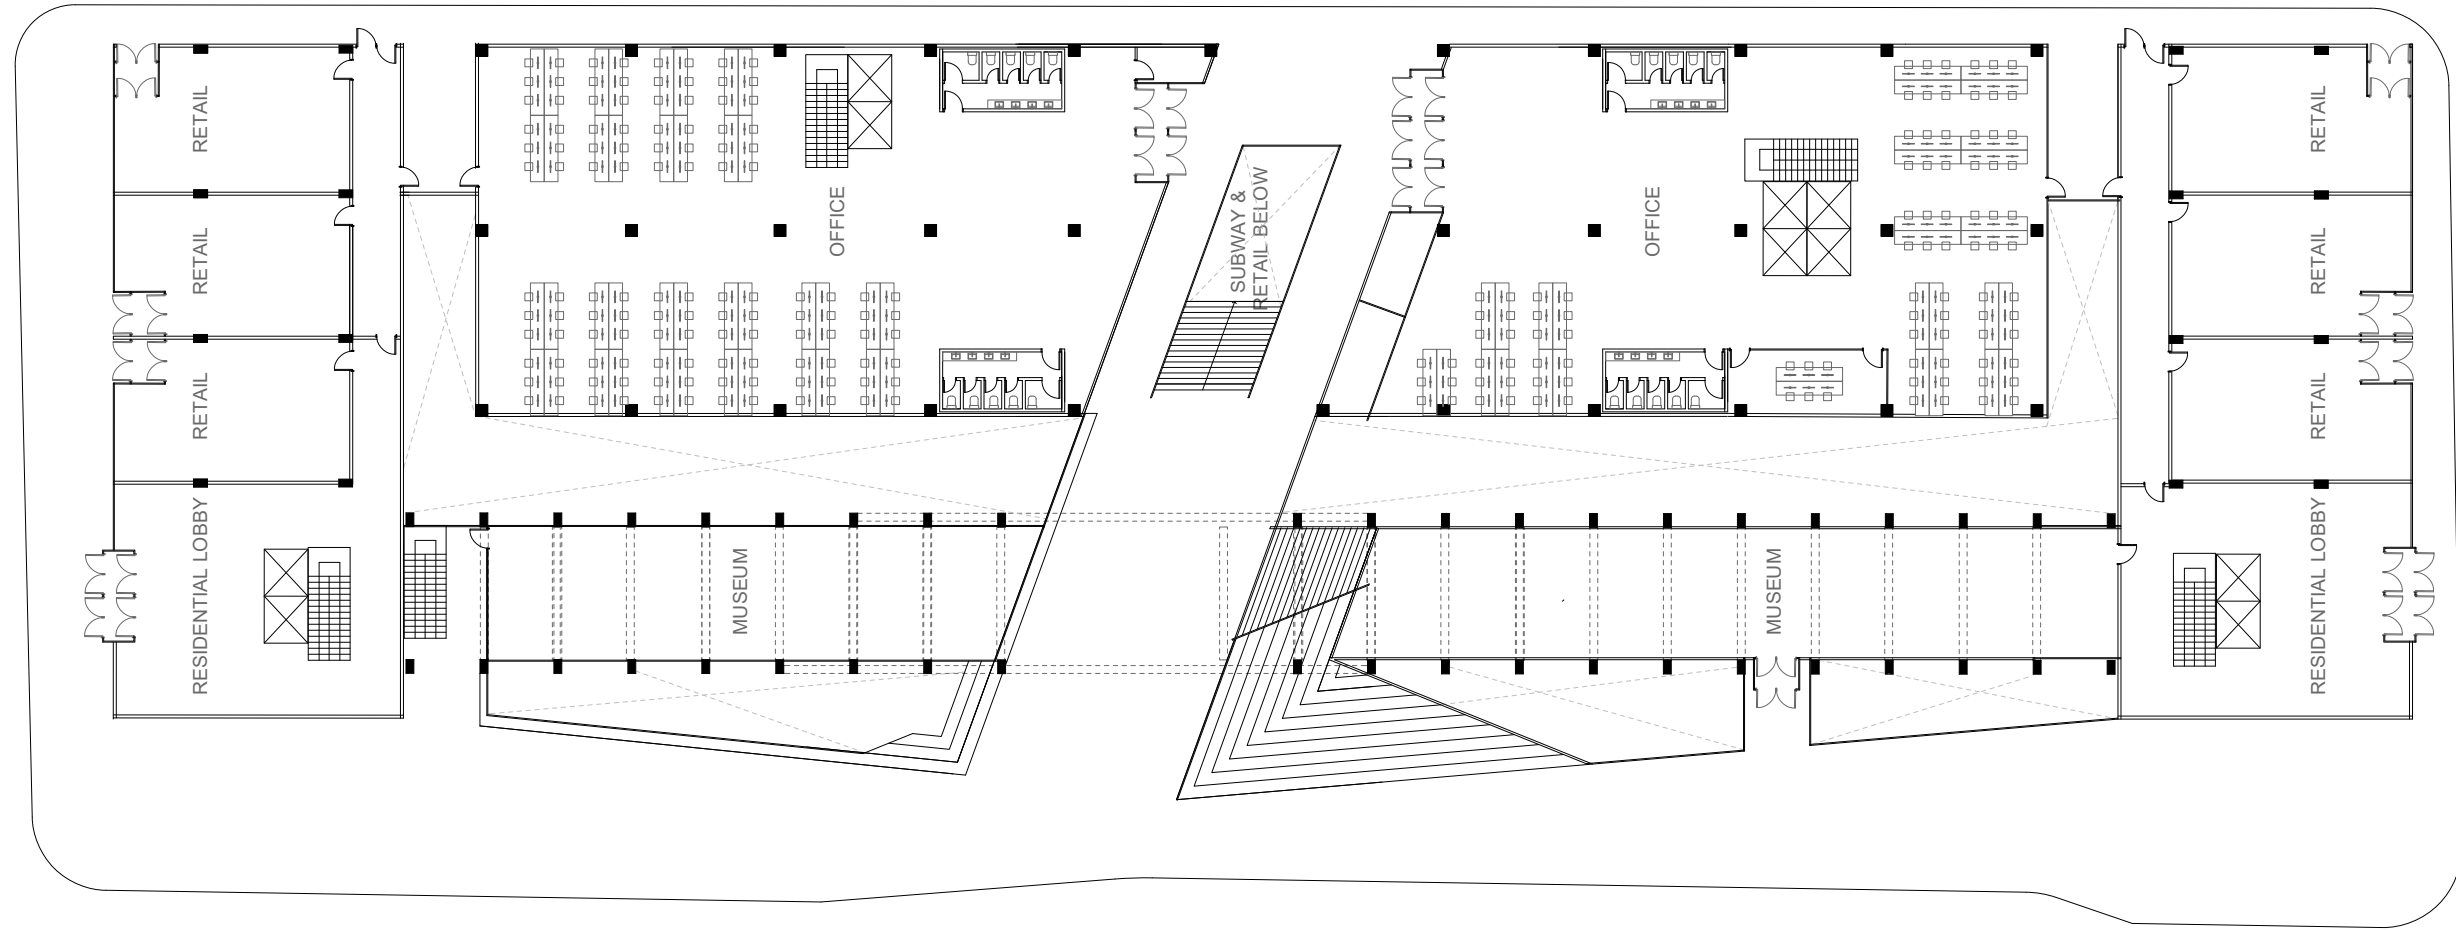 RETAIL
RETAIL
RETAIL
RESIDENTIAL LOBBY
OFFICE
MUSEUM
SUBWAY &
RETAIL BELOW
OFFICE
MUSEUM
RETAIL
RETAIL
RETAIL
RESIDENTIAL LOBBY